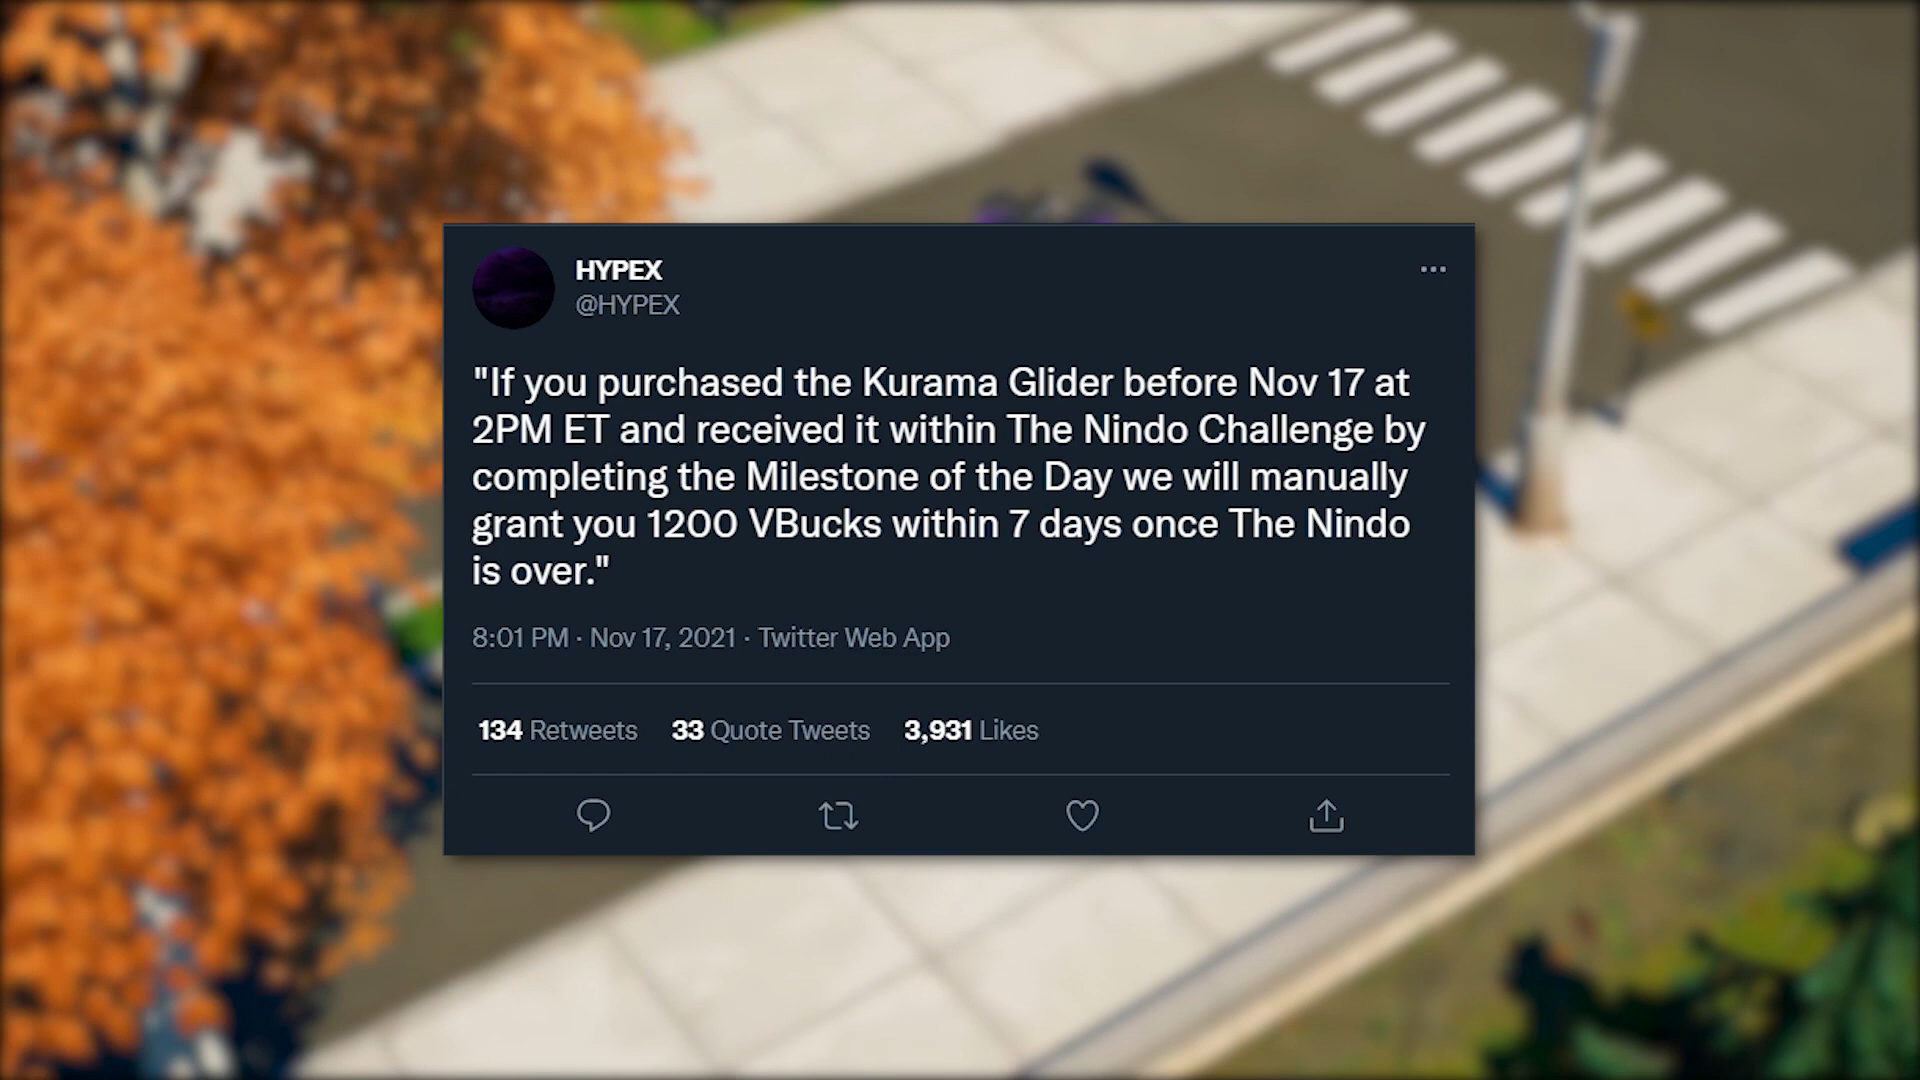 HYPEX
@HYPEX
"If you purchased the Kurama Glider before Nov 17 at
2PM ET and received it within The Nindo Challenge by
completing the Milestone of the Day we will manually
grant you 1200 VBucks within 7 days once The Nindo
is over."
8:01 PM · Nov 17, 2021 · Twitter Web App
134 Retweets 33 Quote Tweets 3,931 Likes